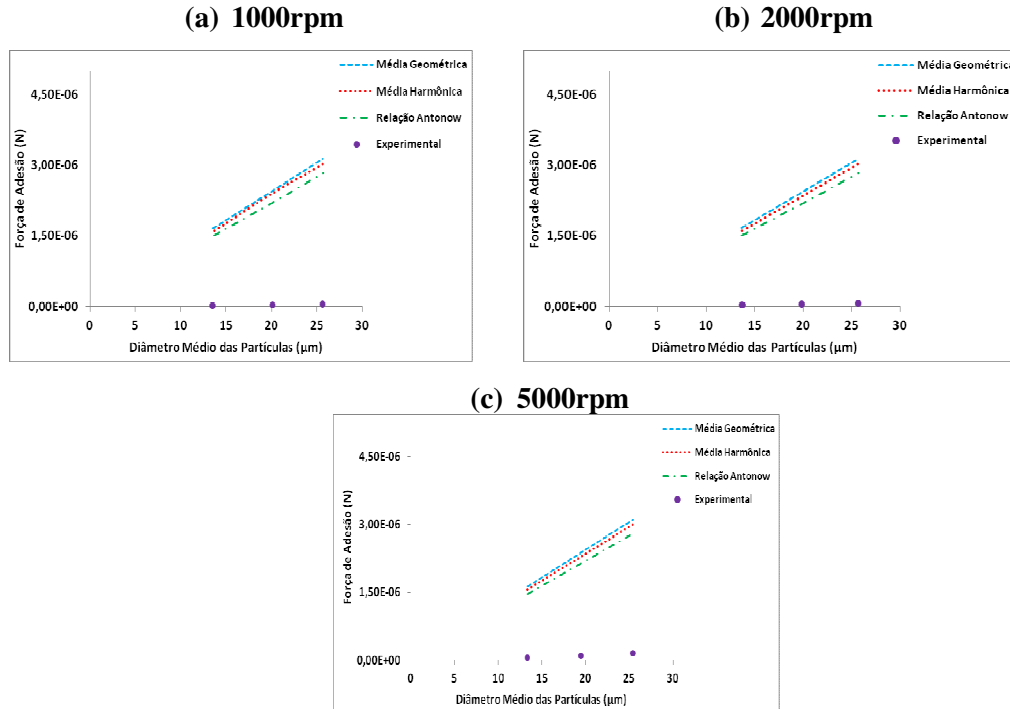 (a) 1000rpm
Média Geométrica
Média Harmônica
Relação Antonow
Experimental
Força de Adesão (N)
4,50E-06
3,00E-06
1,50E-06
0,00E+00
0 5 10 15 20 25 30
Diâmetro Médio das Partículas (µm)
(b) 2000rpm
Média Geométrica
Média Harmônica
Relação Antonow
Experimental
Força de Adesão (N)
4,50E-06
3,00E-06
1,50E-06
0,00E+00
0 5 10 15 20 25 30
Diâmetro Médio das Partículas (µm)
(c) 5000rpm
Média Geométrica
Média Harmônica
Relação Antonow
Experimental
Força de Adesão (N)
4,50E-06
3,00E-06
1,50E-06
0,00E+00
0 5 10 15 20 25 30
Diâmetro Médio das Partículas (µm)